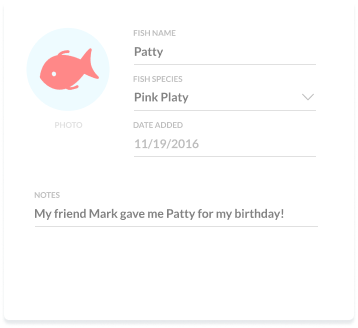 FISH NAME
Patty
FISH SPECIES
Pink Platy
PHOTO
DATE ADDED
11/19/2016
NOTES
My friend Mark gave me Patty for my birthday!